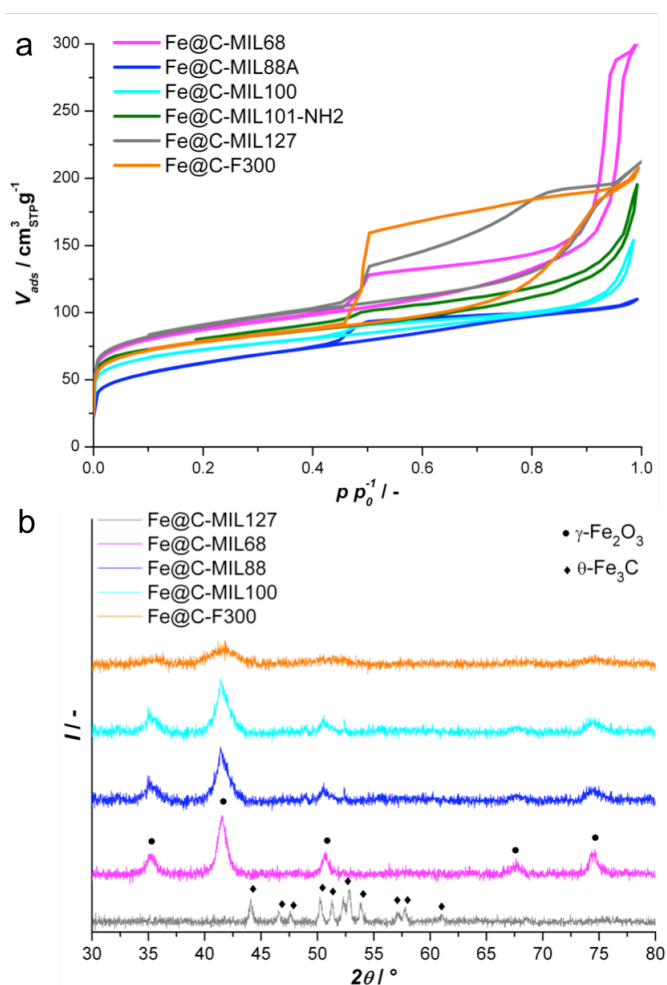 a
Fe@C-MIL68
Fe@C-MIL88A
Fe@C-MIL100
Fe@C-MIL101-NH2
Fe@C-MIL127
Fe@C-F300
300
250
200
150
100
50
0
V_ads / cm³_STP g⁻¹
0.0 0.2 0.4 0.6 0.8 1.0
p p₀⁻¹ / -
b
Fe@C-MIL127
Fe@C-MIL68
Fe@C-MIL88
Fe@C-MIL100
Fe@C-F300
● γ-Fe₂O₃
♦ θ-Fe₃C
I / -
30 35 40 45 50 55 60 65 70 75 80
2θ / °